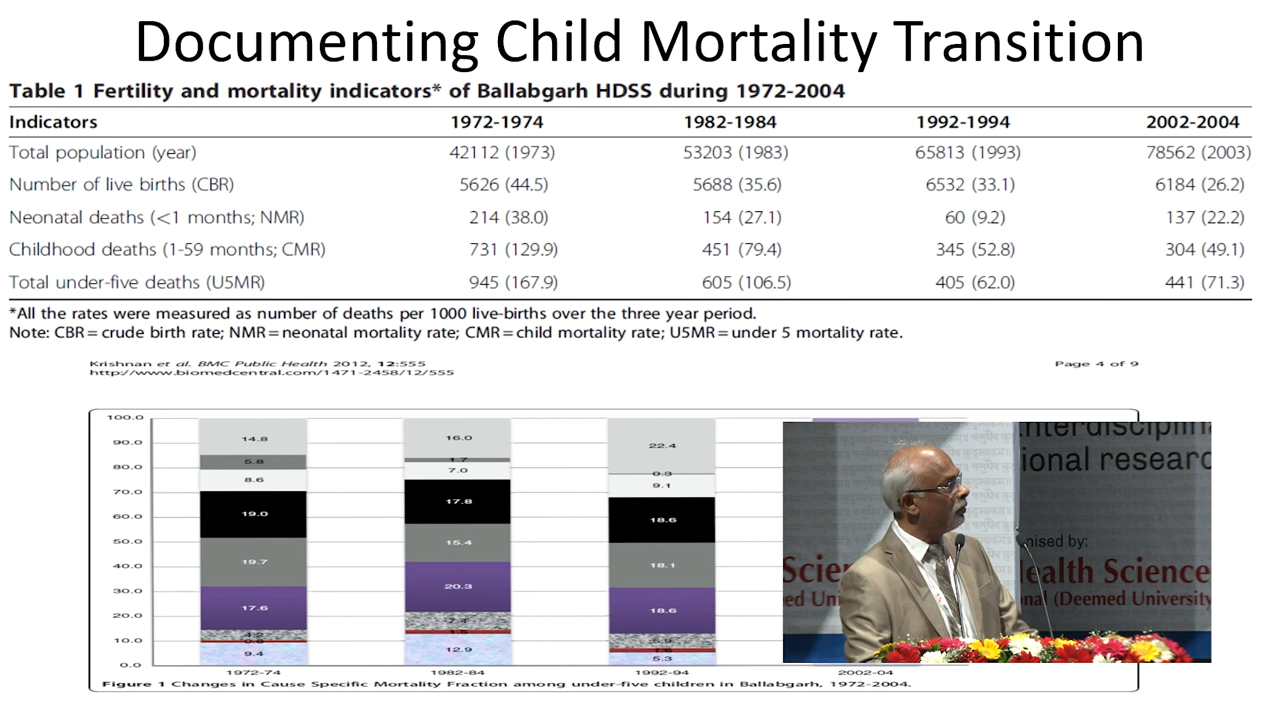 Documenting Child Mortality Transition
Table 1 Fertility and mortality indicators* of Ballabgarh HDSS during 1972-2004
Indicators 1972-1974 1982-1984 1992-1994 2002-2004
Total population (year) 42112 (1973) 53203 (1983) 65813 (1993) 78562 (2003)
Number of live births (CBR) 5626 (44.5) 5688 (35.6) 6532 (33.1) 6184 (26.2)
Neonatal deaths (<1 months; NMR) 214 (38.0) 154 (27.1) 60 (9.2) 137 (22.2)
Childhood deaths (1-59 months; CMR) 731 (129.9) 451 (79.4) 345 (52.8) 304 (49.1)
Total under-five deaths (U5MR) 945 (167.9) 605 (106.5) 405 (62.0) 441 (71.3)
*All the rates were measured as number of deaths per 1000 live-births over the three year period.
Note: CBR = crude birth rate; NMR = neonatal mortality rate; CMR = child mortality rate; U5MR = under 5 mortality rate.
Krishnan et al. BMC Public Health 2012, 12:555 Page 4 of 9
http://www.biomedcentral.com/1471-2458/12/555
100.0
90.0 14.8 16.0 22.4
80.0 5.8 1.7 0.3
8.6 7.0 9.1
70.0
60.0 19.0 17.8 18.6
50.0
40.0 19.7 15.4 18.1
30.0
20.0 17.6 20.3 18.6
10.0 4.2 7.4 5.9
0.8 1.5 1.6
0.0 9.4 12.9 5.3
1972-74 1982-84 1992-94 2002-04
Figure 1 Changes in Cause Specific Mortality Fraction among under-five children in Ballabgarh, 1972-2004.
nterdisciplin
ional researc
nised by:
Scien ealth Science
ed Uni nal (Deemed University